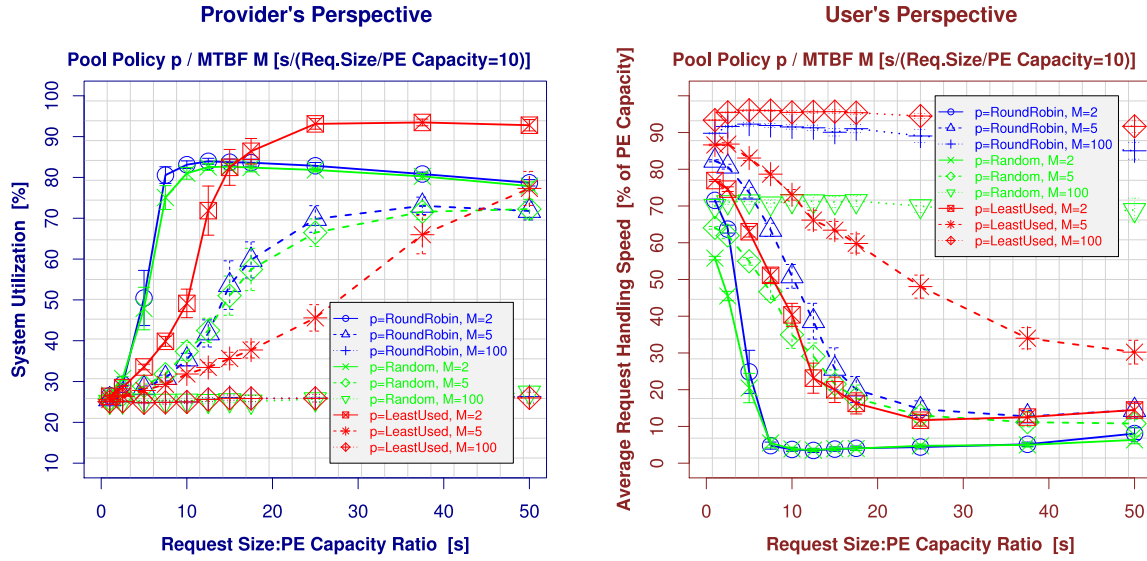 Provider's Perspective
Pool Policy p / MTBF M [s/(Req.Size/PE Capacity=10)]
System Utilization [%]
100
90
80
70
60
50
40
30
20
10
p=RoundRobin, M=2
p=RoundRobin, M=5
p=RoundRobin, M=100
p=Random, M=2
p=Random, M=5
p=Random, M=100
p=LeastUsed, M=2
p=LeastUsed, M=5
p=LeastUsed, M=100
0 10 20 30 40 50
Request Size:PE Capacity Ratio [s]
User's Perspective
Pool Policy p / MTBF M [s/(Req.Size/PE Capacity=10)]
Average Request Handling Speed [% of PE Capacity]
90
80
70
60
50
40
30
20
10
0
p=RoundRobin, M=2
p=RoundRobin, M=5
p=RoundRobin, M=100
p=Random, M=2
p=Random, M=5
p=Random, M=100
p=LeastUsed, M=2
p=LeastUsed, M=5
p=LeastUsed, M=100
0 10 20 30 40 50
Request Size:PE Capacity Ratio [s]